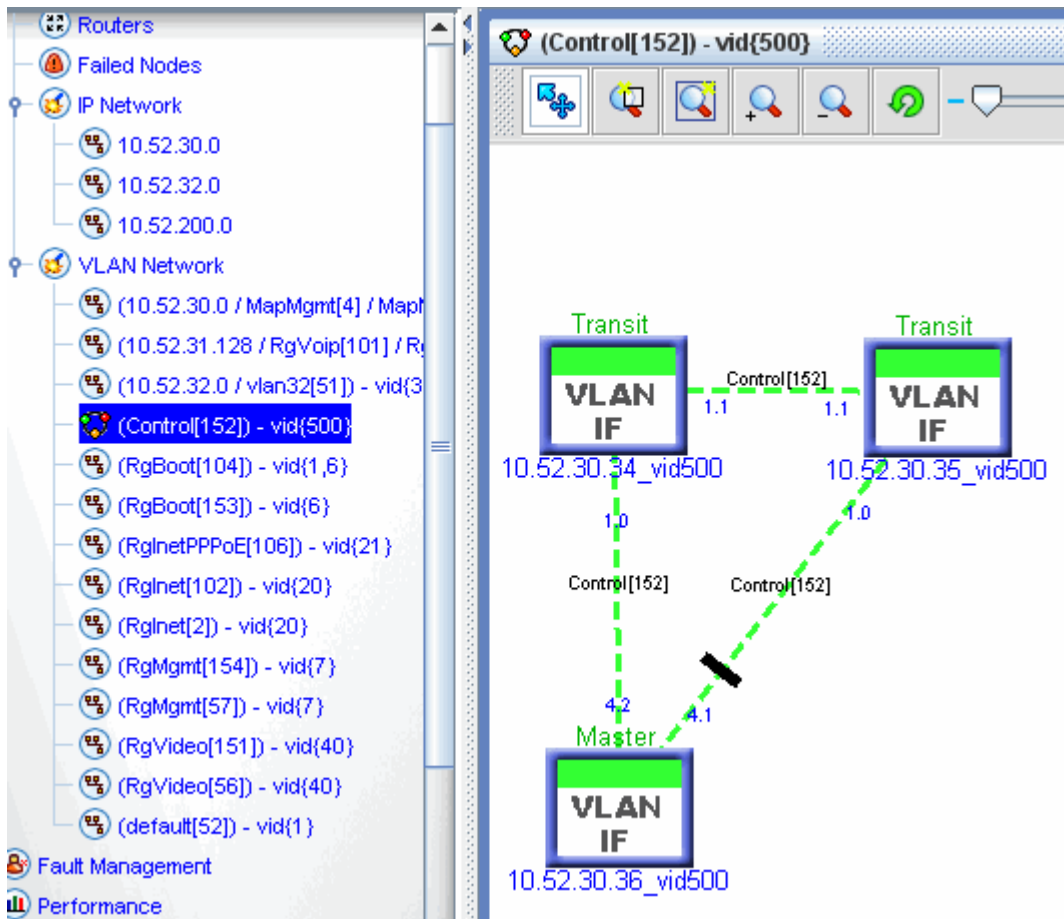 Routers
Failed Nodes
IP Network
10.52.30.0
10.52.32.0
10.52.200.0
VLAN Network
(10.52.30.0 / MapMgmt[4] /
(10.52.31.128 / RgVoip[101] /
(10.52.32.0 / vlan32[51]) - vid{3
(Control[152]) - vid{500}
(RgBoot[104]) - vid{1,6}
(RgBoot[153]) - vid{6}
(RgInetPPPoE[106]) - vid{21}
(RgInet[102]) - vid{20}
(RgInet[2]) - vid{20}
(RgMgmt[154]) - vid{7}
(RgMgmt[57]) - vid{7}
(RgVideo[151]) - vid{40}
(RgVideo[56]) - vid{40}
(default[52]) - vid{1}
Fault Management
Performance
(Control[152]) - vid{500}
Transit
VLAN
IF
10.52.30.34_vid500
Control[152]
1.1
1.1
Transit
VLAN
IF
10.52.30.35_vid500
1.0
1.0
Control[152]
Control[152]
4.2
4.1
Master
VLAN
IF
10.52.30.36_vid500